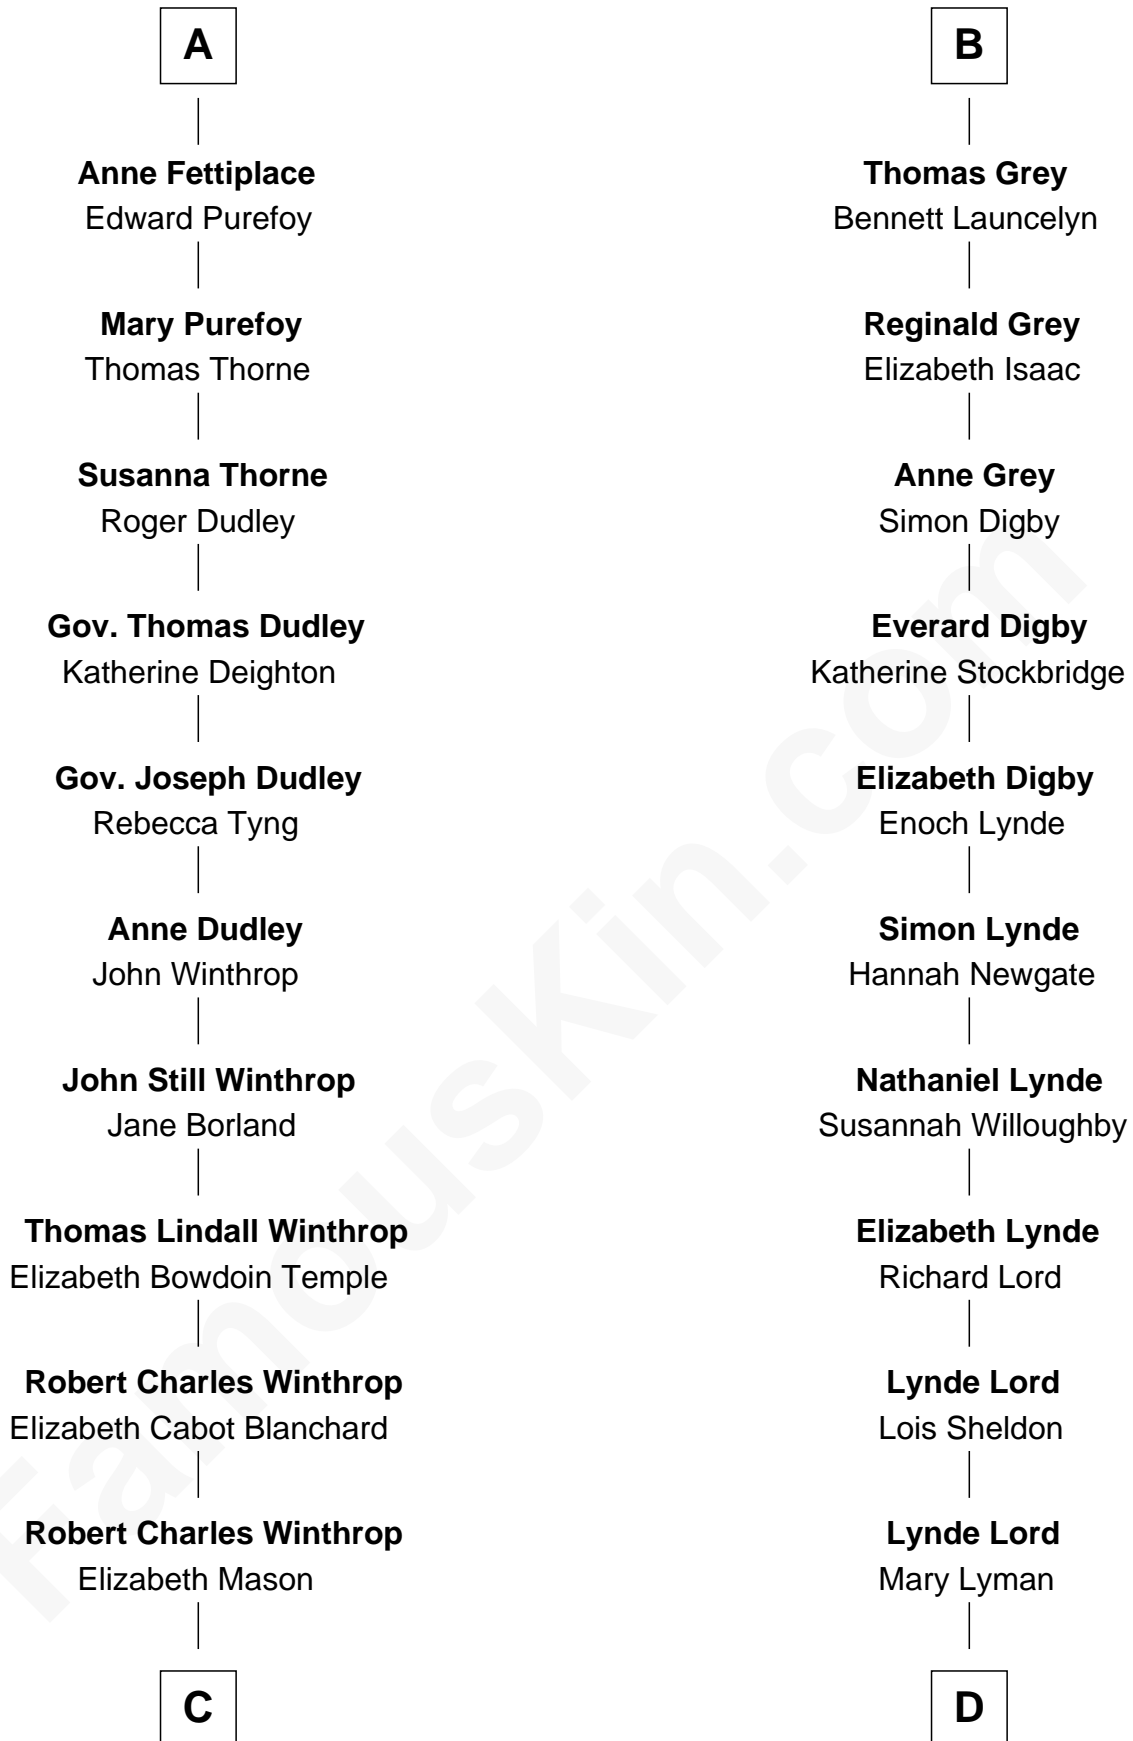 A
Anne Fettiplace
Edward Purefoy
Mary Purefoy
Thomas Thorne
Susanna Thorne
Roger Dudley
Gov. Thomas Dudley
Katherine Deighton
Gov. Joseph Dudley
Rebecca Tyng
Anne Dudley
John Winthrop
John Still Winthrop
Jane Borland
Thomas Lindall Winthrop
Elizabeth Bowdoin Temple
Robert Charles Winthrop
Elizabeth Cabot Blanchard
Robert Charles Winthrop
Elizabeth Mason
C
B
Thomas Grey
Bennett Launcelyn
Reginald Grey
Elizabeth Isaac
Anne Grey
Simon Digby
Everard Digby
Katherine Stockbridge
Elizabeth Digby
Enoch Lynde
Simon Lynde
Hannah Newgate
Nathaniel Lynde
Susannah Willoughby
Elizabeth Lynde
Richard Lord
Lynde Lord
Lois Sheldon
Lynde Lord
Mary Lyman
D
FamousKin.com